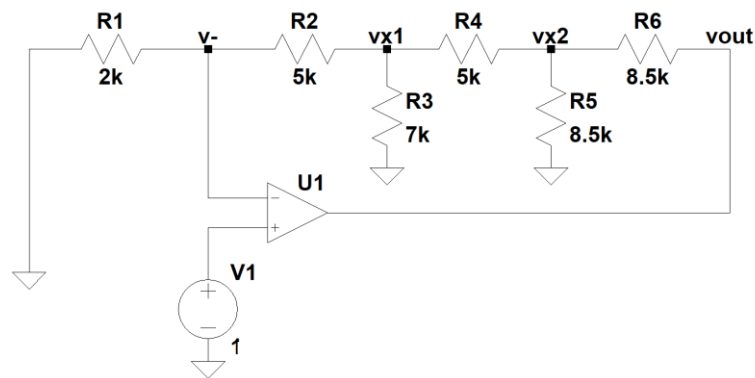 R1 R2 R4 R6
v- vx1 vx2 vout
2k 5k 5k 8.5k
R3 R5
7k 8.5k
U1
V1
1